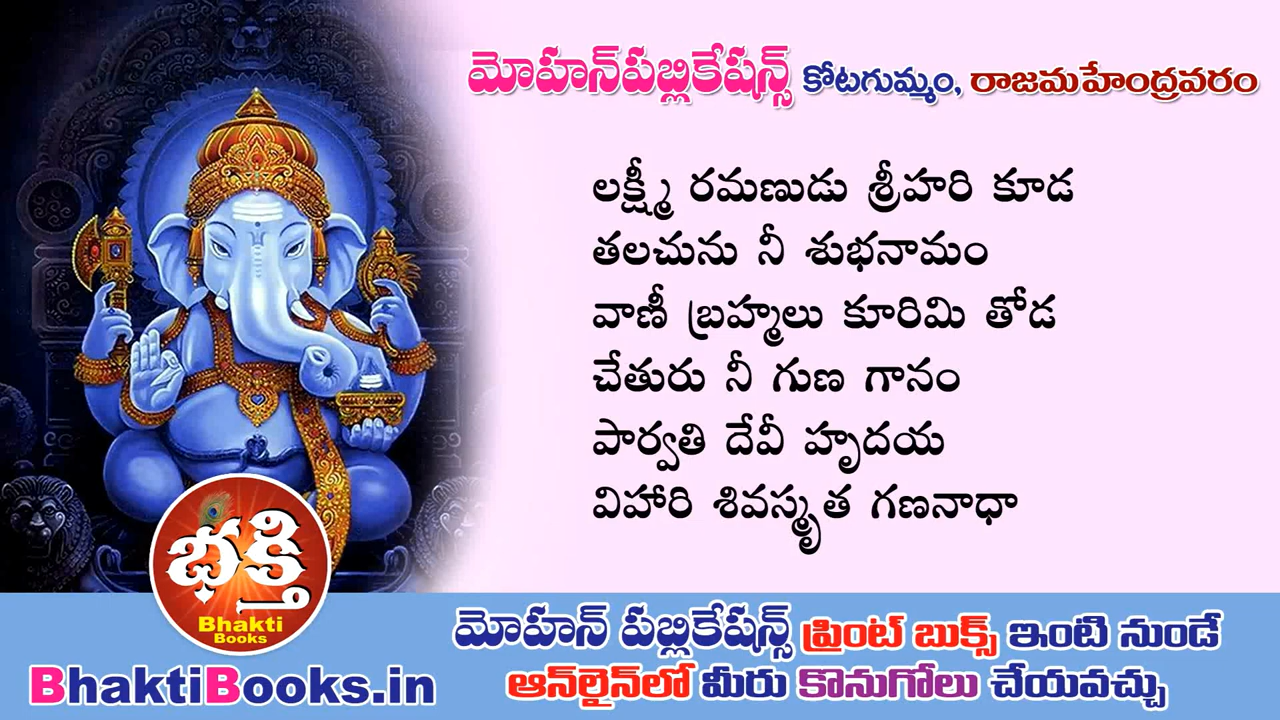 మోహన్‌పబ్లికేషన్స్ కోటగుమ్మం, రాజమహేంద్రవరం
లక్ష్మీ రమణుడు శ్రీహరి కూడ
తలచును నీ శుభనామం
వాణీ బ్రహ్మలు కూరిమి తోడ
చేతురు నీ గుణ గానం
పార్వతి దేవీ హృదయ
విహారి శివస్మృత గణనాధా
భక్తి
Bhakti
Books
BhaktiBooks.in
మోహన్ పబ్లికేషన్స్ ప్రింట్ బుక్స్ ఇంటి నుండే
ఆన్‌లైన్‌లో మీరు కొనుగోలు చేయవచ్చు